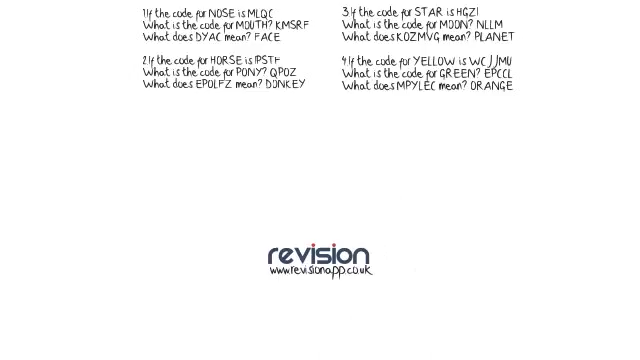 1.If the code for NOSE is MLQC
What is the code for MOUTH? KMSRF
What does DYAC mean? FACE
2.If the code for HORSE is IPSTF
What is the code for PONY? QPOZ
What does EPOLFZ mean? DONKEY
3.If the code for STAR is HGZI
What is the code for MOON? NLLM
What does KOZMVG mean? PLANET
4.If the code for YELLOW is WCJJMU
What is the code for GREEN? EPCCL
What does MPYLEC mean? ORANGE
revision
www.revisionapp.co.uk